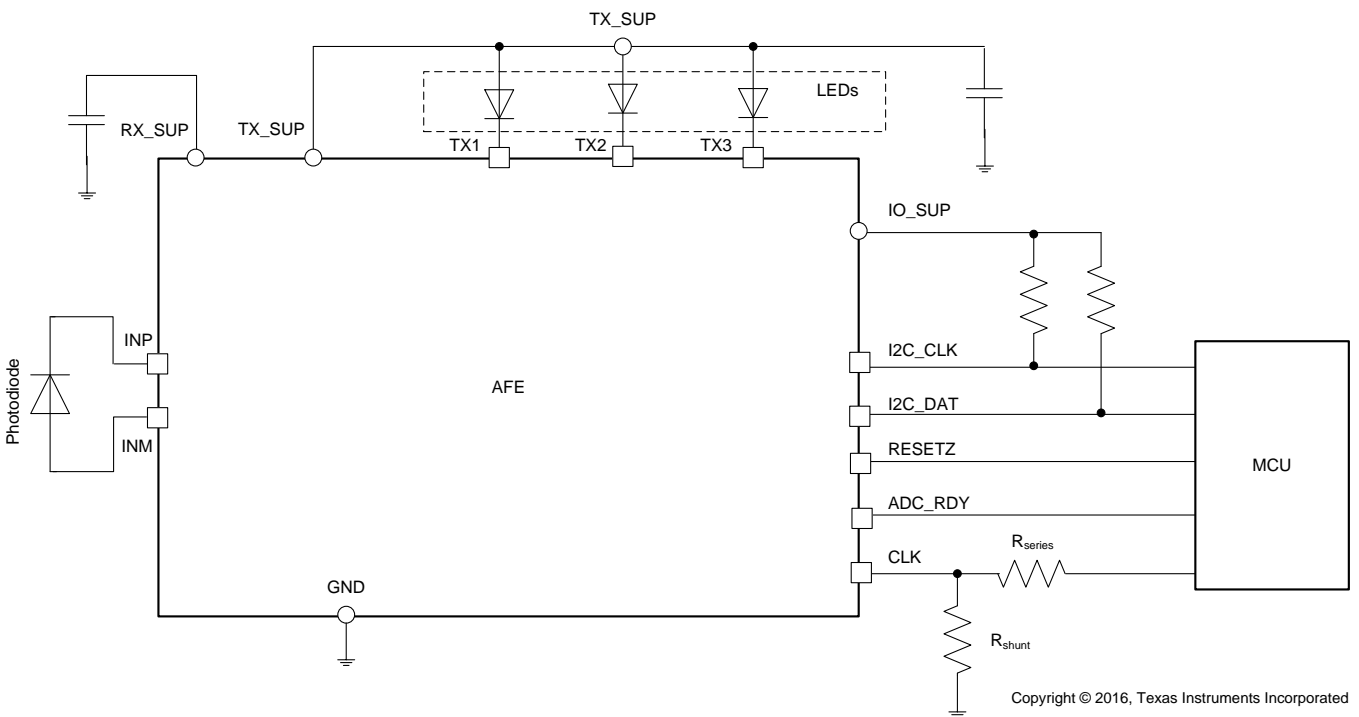 TX_SUP
LEDs
RX_SUP
TX_SUP
TX1
TX2
TX3
IO_SUP
INP
Photodiode
INM
AFE
I2C_CLK
I2C_DAT
RESETZ
MCU
ADC_RDY
Rseries
CLK
GND
Rshunt
Copyright © 2016, Texas Instruments Incorporated